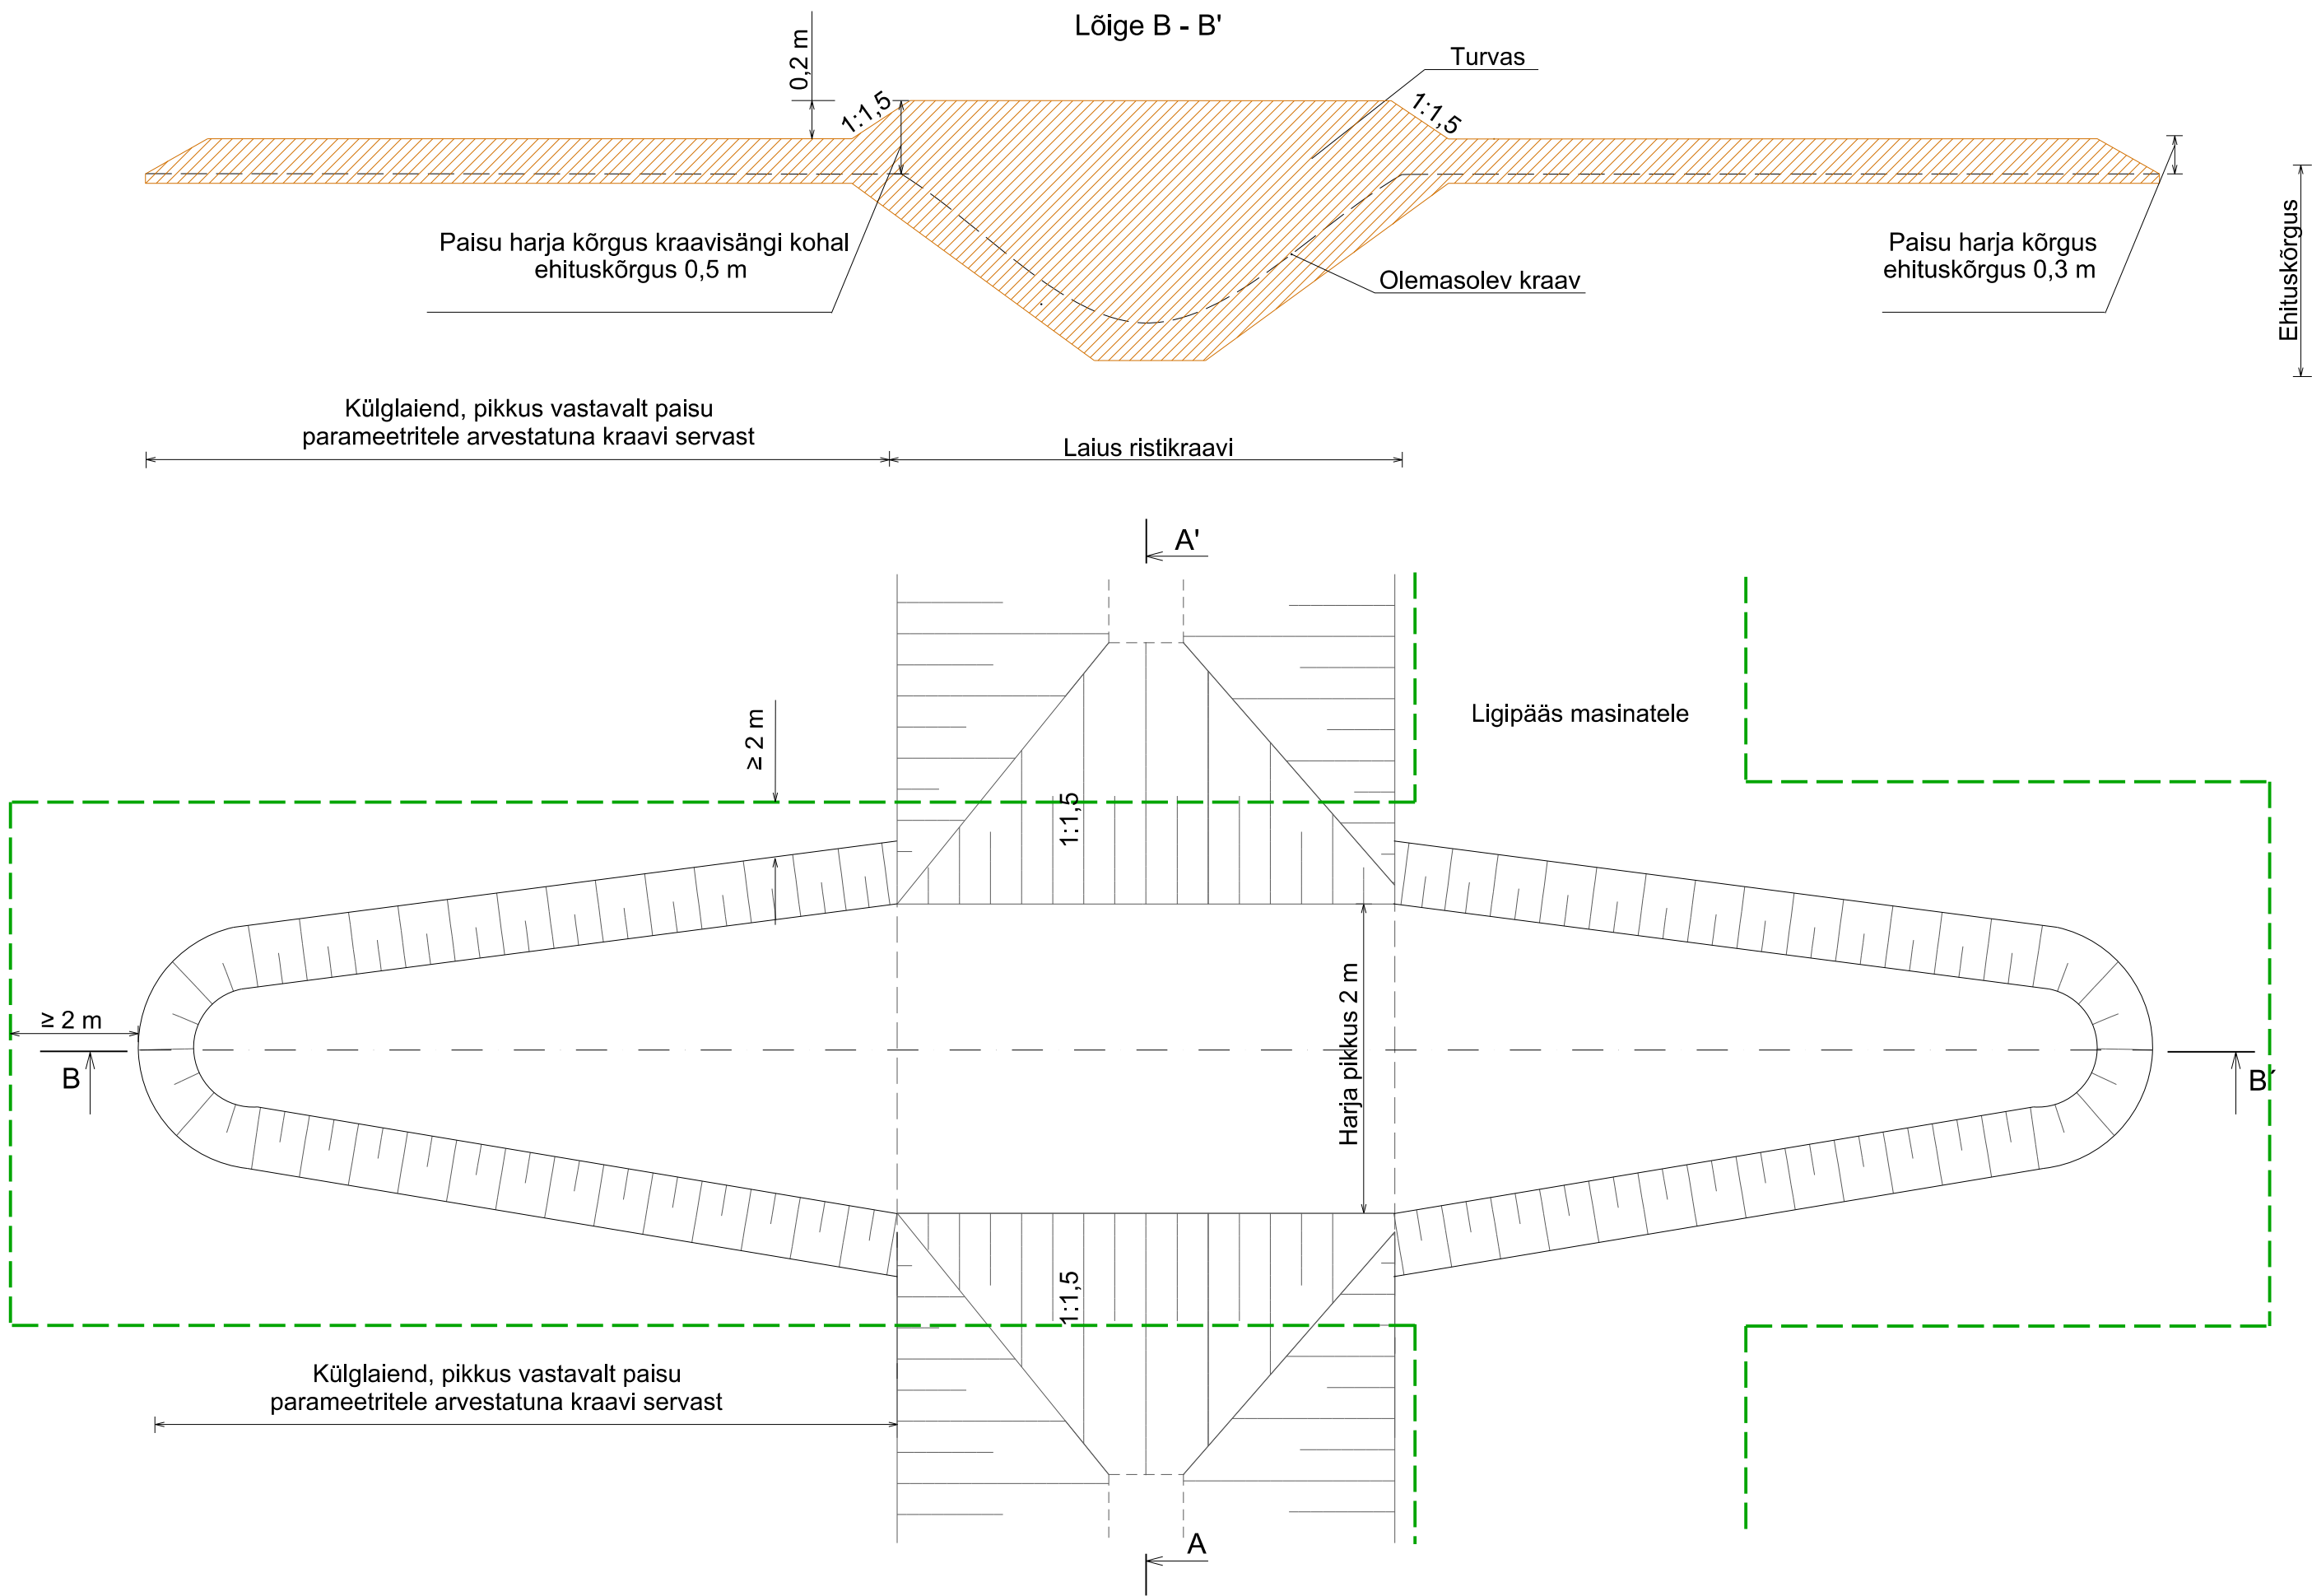 Lõige B - B'
0,2 m
Turvas
1:1,5
1:1,5
Paisu harja kõrgus kraavisängi kohal
ehituskõrgus 0,5 m
Olemasolev kraav
Paisu harja kõrgus
ehituskõrgus 0,3 m
Ehituskõrgus
Külglaiend, pikkus vastavalt paisu
parameetritele arvestatuna kraavi servast
Laius ristikraavi
A'
Ligipääs masinatele
≥ 2 m
1:1,5
≥ 2 m
Harja pikkus 2 m
B
B'
1:1,5
Külglaiend, pikkus vastavalt paisu
parameetritele arvestatuna kraavi servast
A